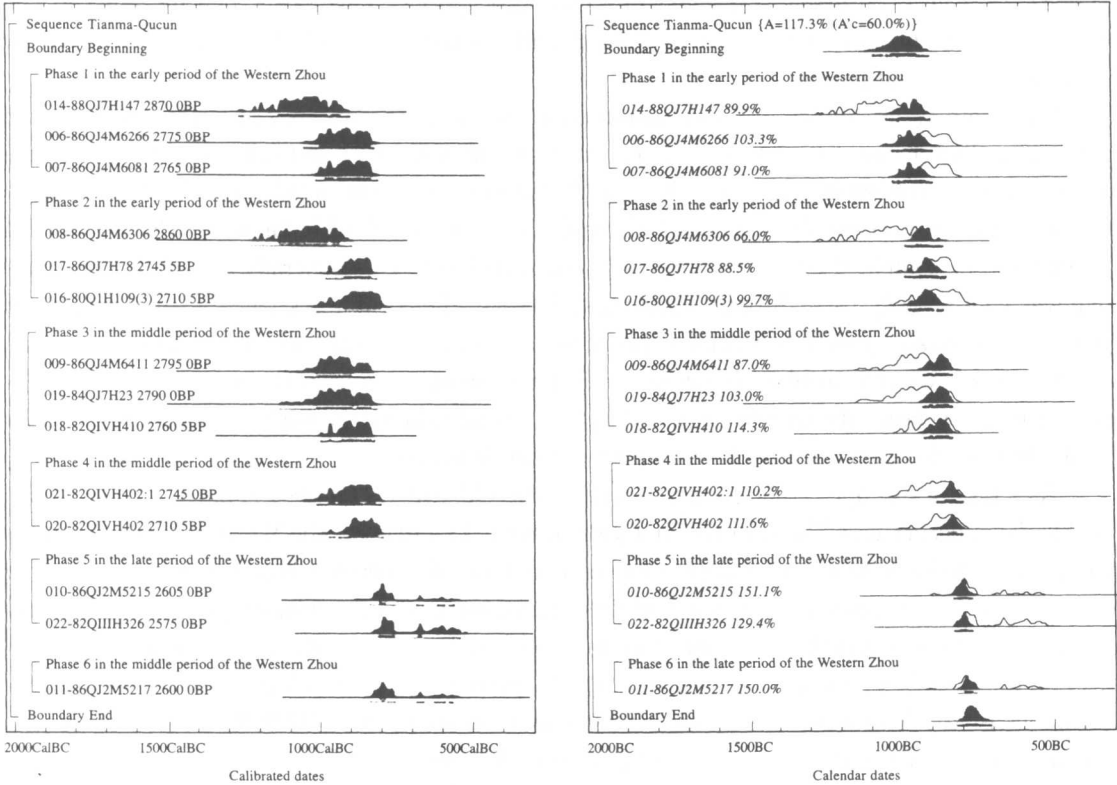 Sequence Tianma-Qucun
Boundary Beginning
Phase 1 in the early period of the Western Zhou
014-88QJ7H147 2870 0BP
006-86QJ4M6266 2775 0BP
007-86QJ4M6081 2765 0BP
Phase 2 in the early period of the Western Zhou
008-86QJ4M6306 2860 0BP
017-86QJ7H78 2745 5BP
016-80Q1H109(3) 2710 5BP
Phase 3 in the middle period of the Western Zhou
009-86QJ4M6411 2795 0BP
019-84QJ7H23 2790 0BP
018-82QIVH410 2760 5BP
Phase 4 in the middle period of the Western Zhou
021-82QIVH402:1 2745 0BP
020-82QIVH402 2710 5BP
Phase 5 in the late period of the Western Zhou
010-86QJ2M5215 2605 0BP
022-82QIIIH326 2575 0BP
Phase 6 in the middle period of the Western Zhou
011-86QJ2M5217 2600 0BP
Boundary End
2000CalBC 1500CalBC 1000CalBC 500CalBC
Calibrated dates
Sequence Tianma-Qucun {A=117.3% (A'c=60.0%)}
Boundary Beginning
Phase 1 in the early period of the Western Zhou
014-88QJ7H147 89.9%
006-86QJ4M6266 103.3%
007-86QJ4M6081 91.0%
Phase 2 in the early period of the Western Zhou
008-86QJ4M6306 66.0%
017-86QJ7H78 88.5%
016-80Q1H109(3) 99.7%
Phase 3 in the middle period of the Western Zhou
009-86QJ4M6411 87.0%
019-84QJ7H23 103.0%
018-82QIVH410 114.3%
Phase 4 in the middle period of the Western Zhou
021-82QIVH402:1 110.2%
020-82QIVH402 111.6%
Phase 5 in the late period of the Western Zhou
010-86QJ2M5215 151.1%
022-82QIIIH326 129.4%
Phase 6 in the late period of the Western Zhou
011-86QJ2M5217 150.0%
Boundary End
2000BC 1500BC 1000BC 500BC
Calendar dates